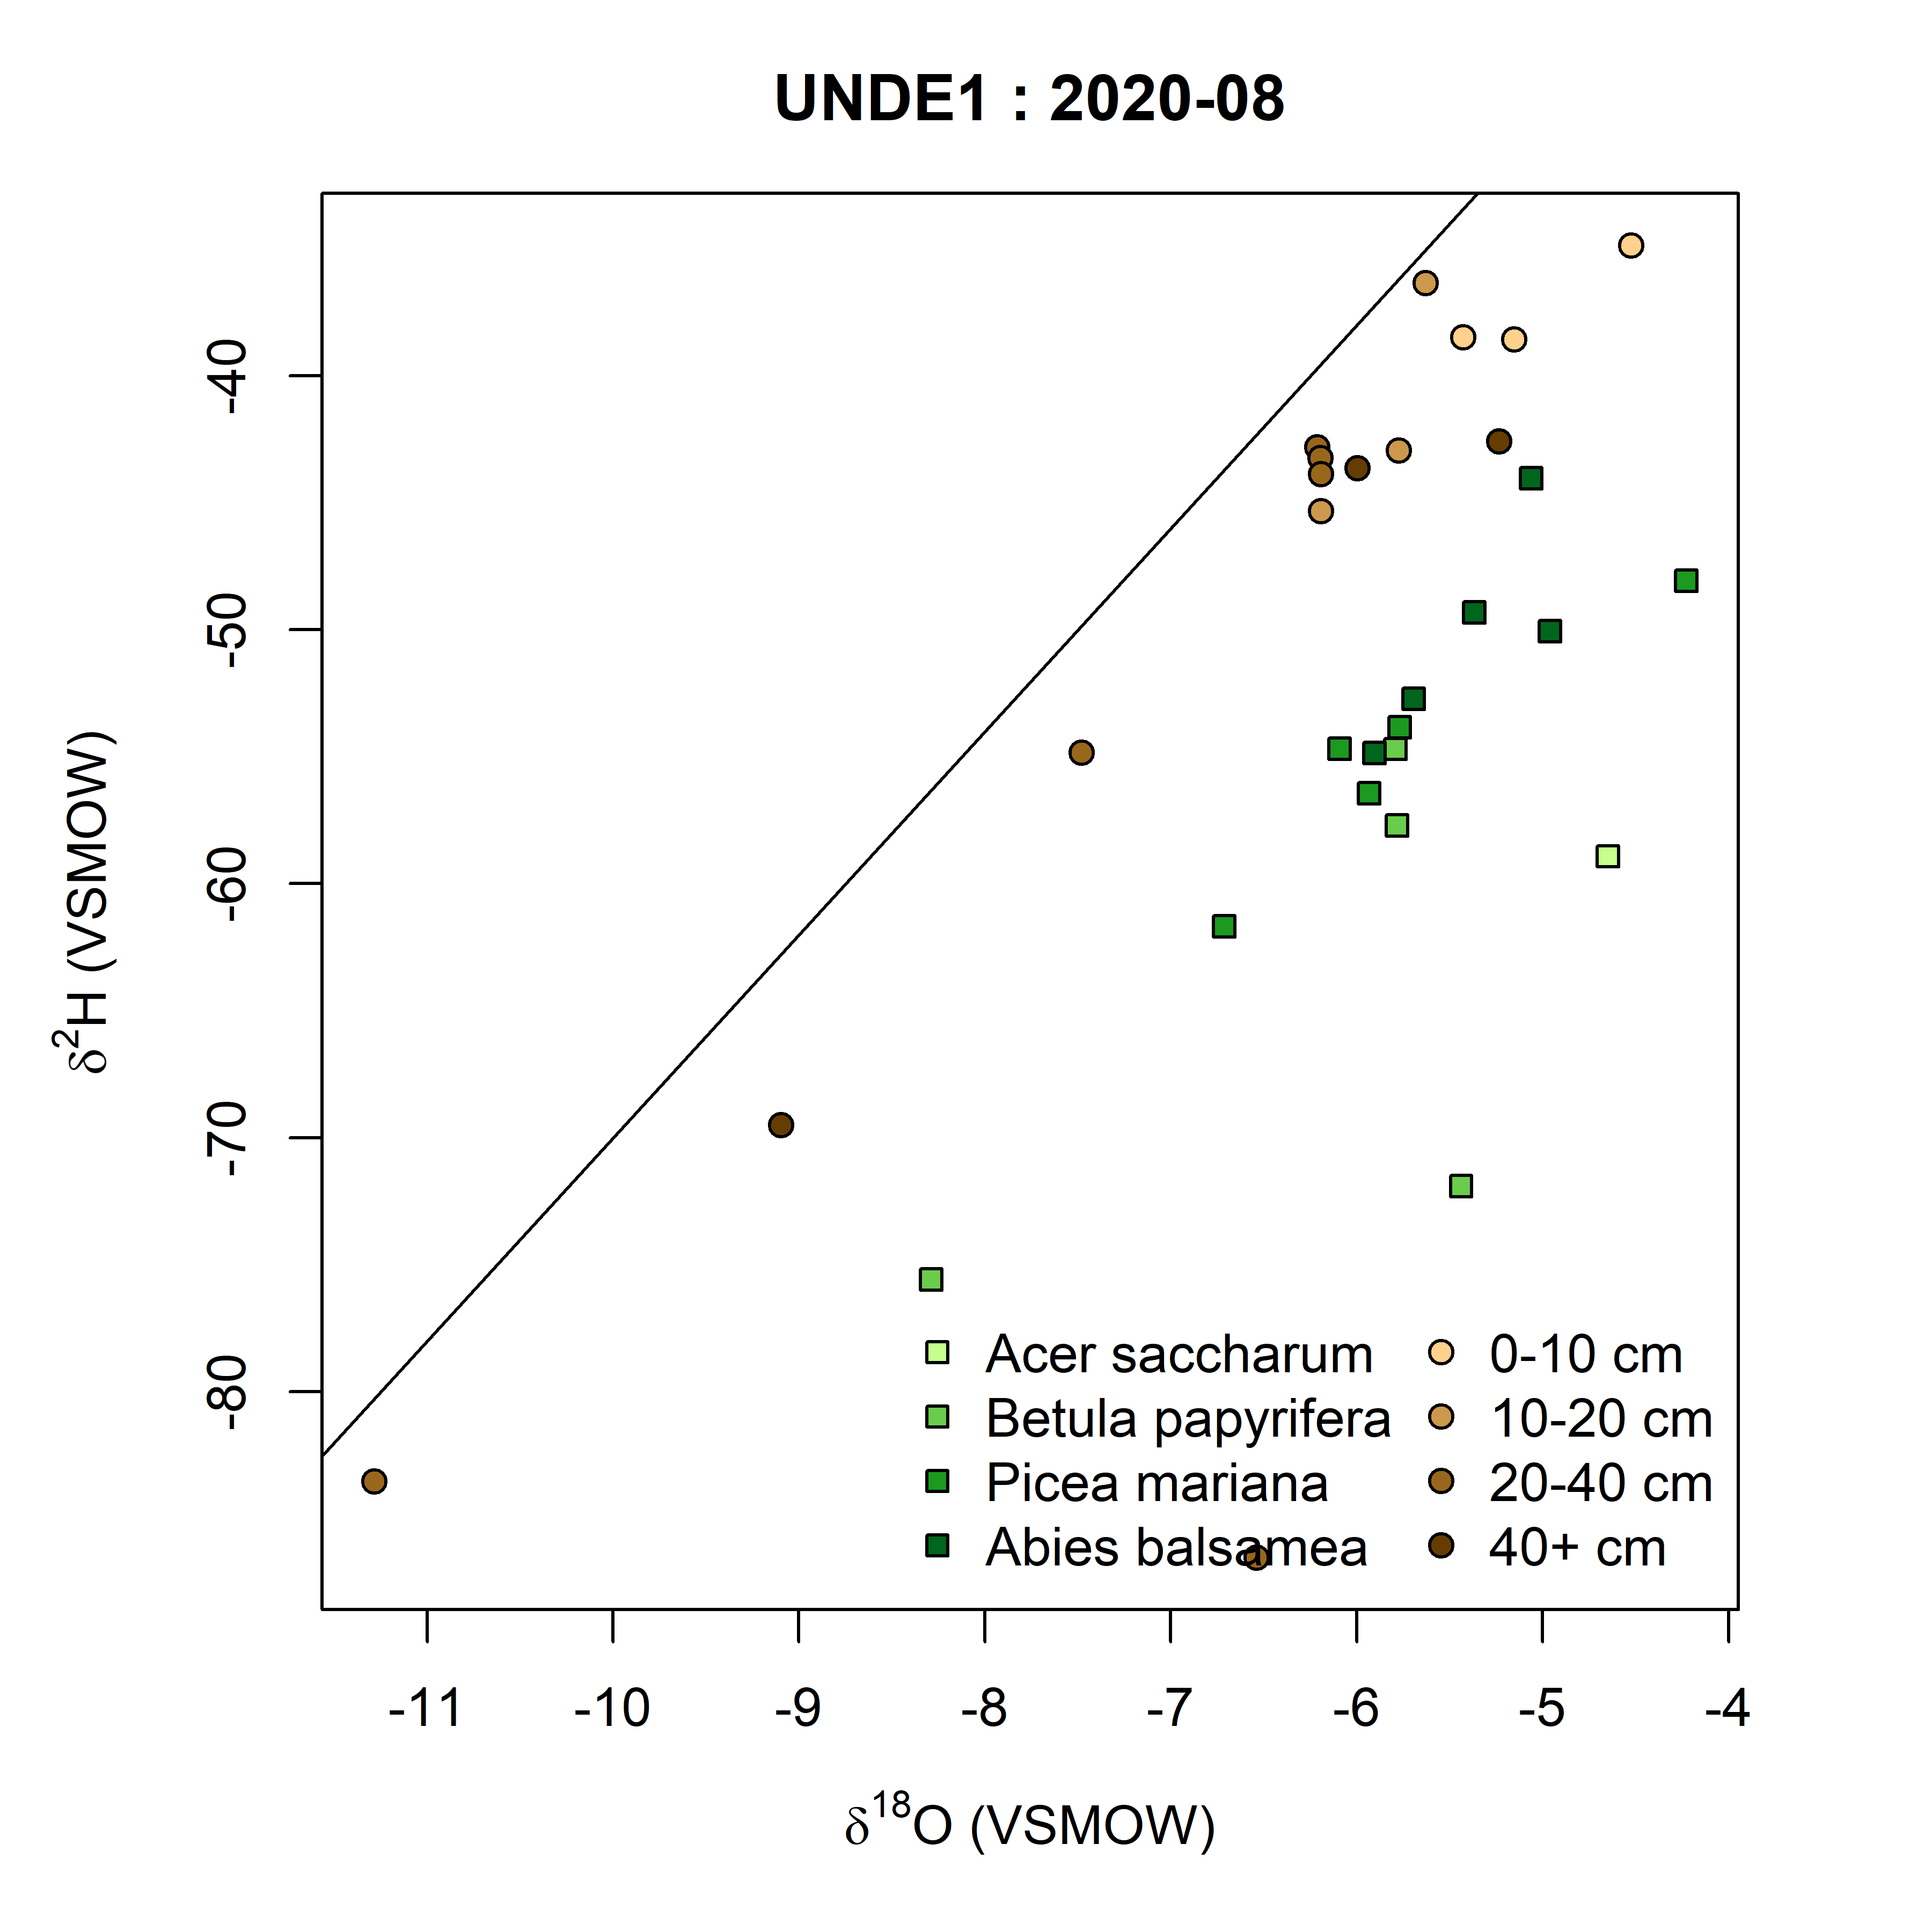 UNDE1 : 2020-08
-40
-50
-60
-70
-80
δ²H (VSMOW)
Acer saccharum
Betula papyrifera
Picea mariana
Abies balsamea
0-10 cm
10-20 cm
20-40 cm
40+ cm
-11 -10 -9 -8 -7 -6 -5 -4
δ¹⁸O (VSMOW)